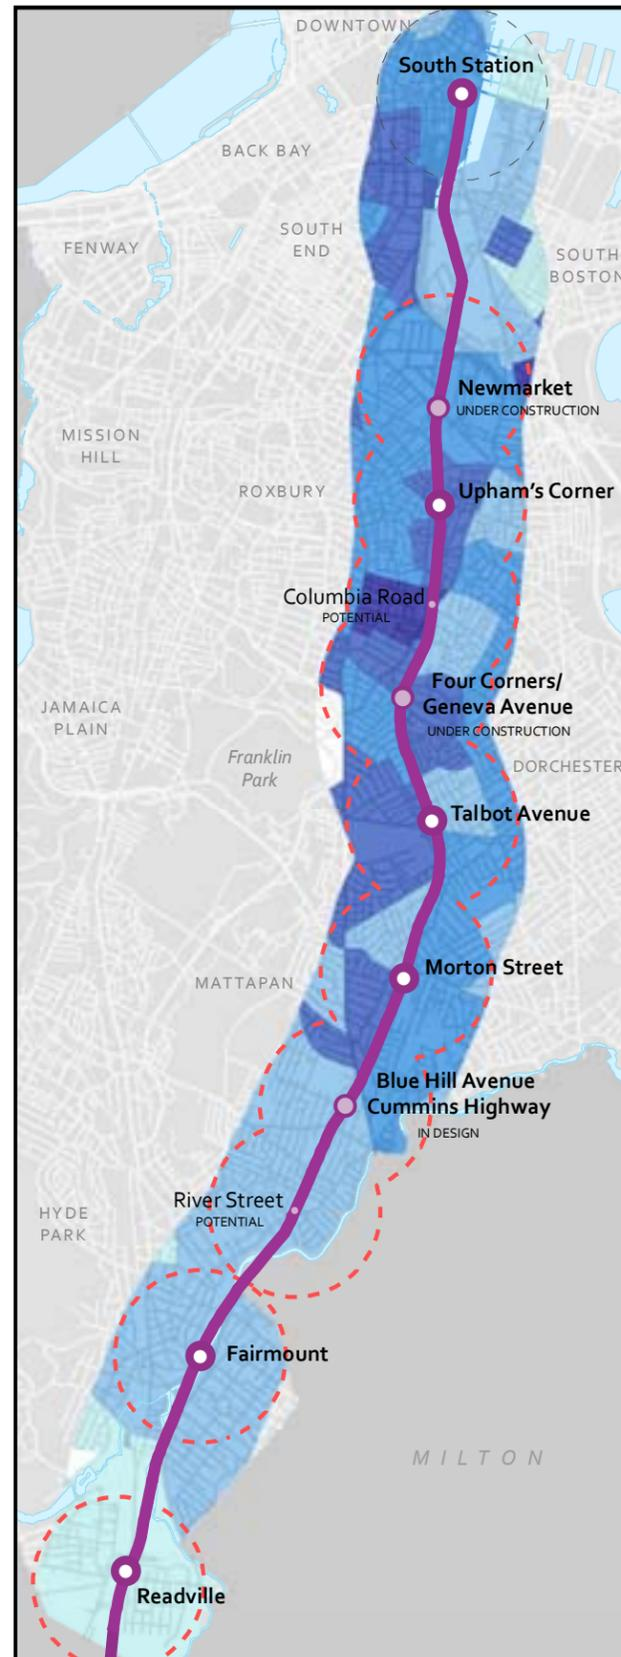 DOWNTOWN
South Station
BACK BAY
SOUTH
END
FENWAY
SOUTH
BOSTON
Newmarket
UNDER CONSTRUCTION
MISSION
HILL
ROXBURY
Upham's Corner
Columbia Road
POTENTIAL
Four Corners/
Geneva Avenue
UNDER CONSTRUCTION
JAMAICA
PLAIN
Franklin
Park
DORCHESTER
Talbot Avenue
Morton Street
MATTAPAN
Blue Hill Avenue
Cummins Highway
IN DESIGN
River Street
POTENTIAL
HYDE
PARK
Fairmount
MILTON
Readville